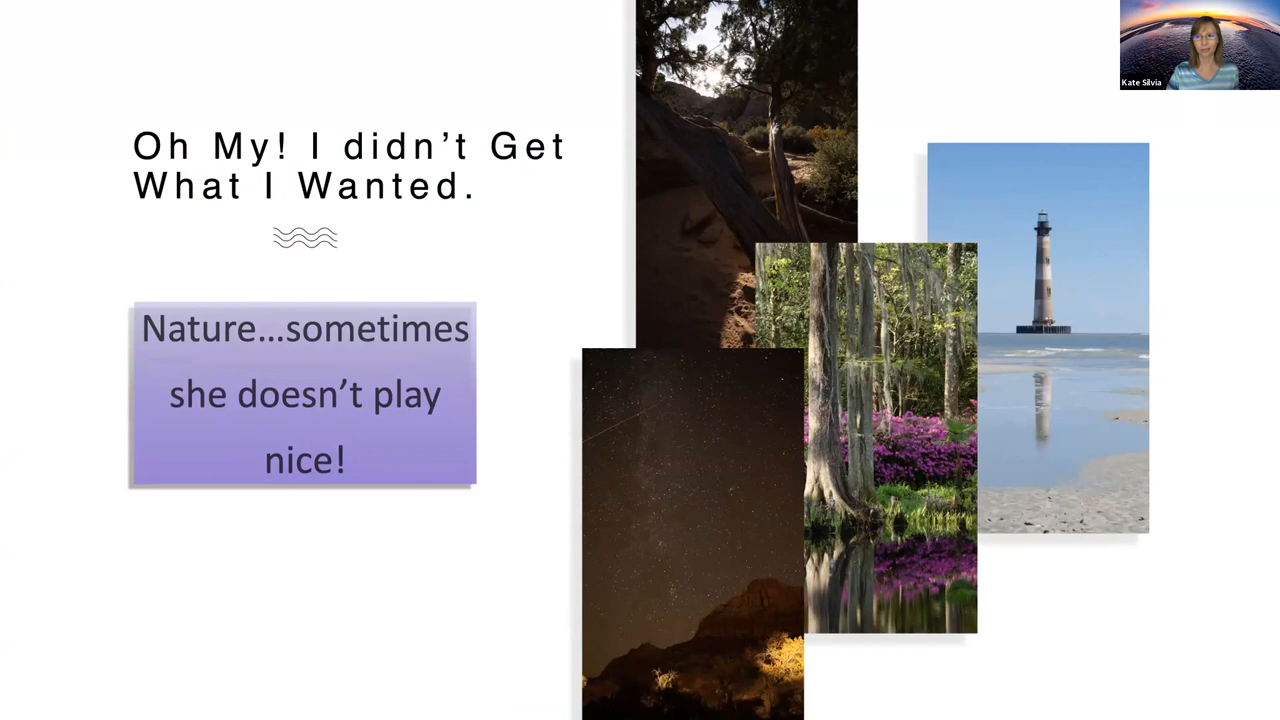 Oh My! I didn’t Get
What I Wanted.
Nature…sometimes
she doesn’t play
nice!
Kate Silvia